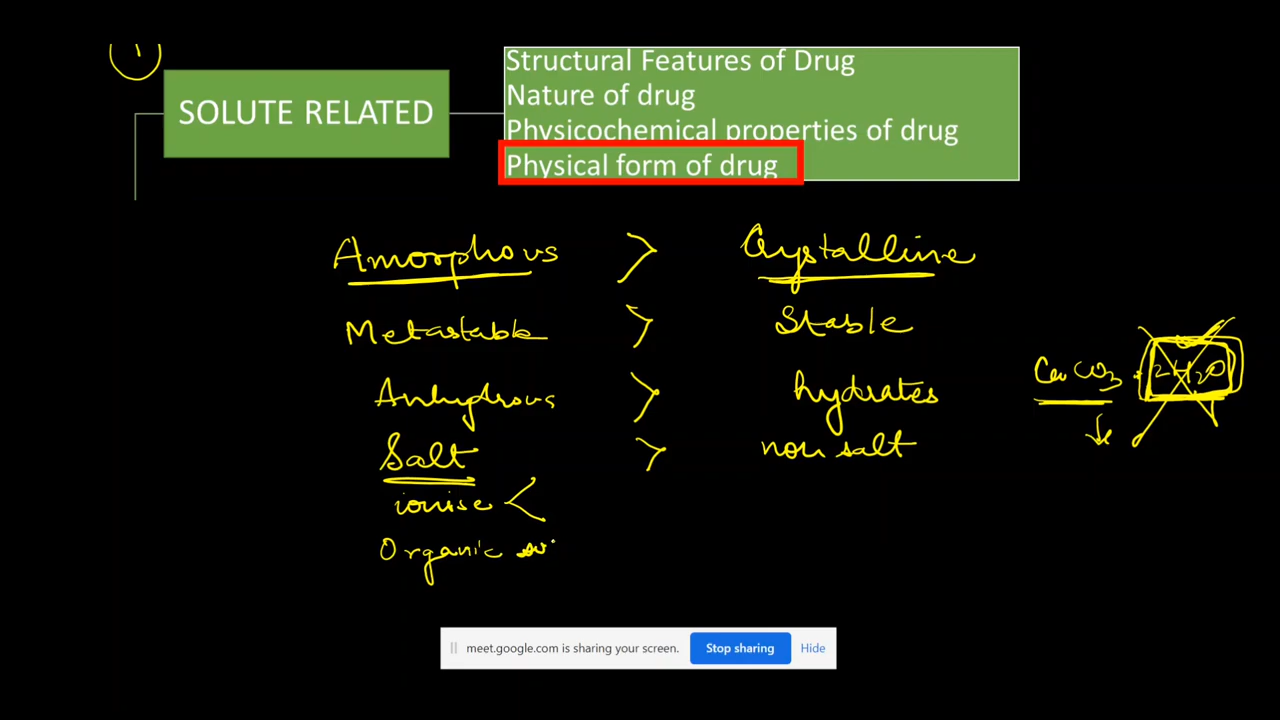 1
SOLUTE RELATED
Structural Features of Drug
Nature of drug
Physicochemical properties of drug
Physical form of drug
Amorphous > Crystalline
Metastable > Stable
Anhydrous > hydrates
CaCO3 . 2H2O
Salt > non salt
ionise <
Organic
meet.google.com is sharing your screen. Stop sharing Hide